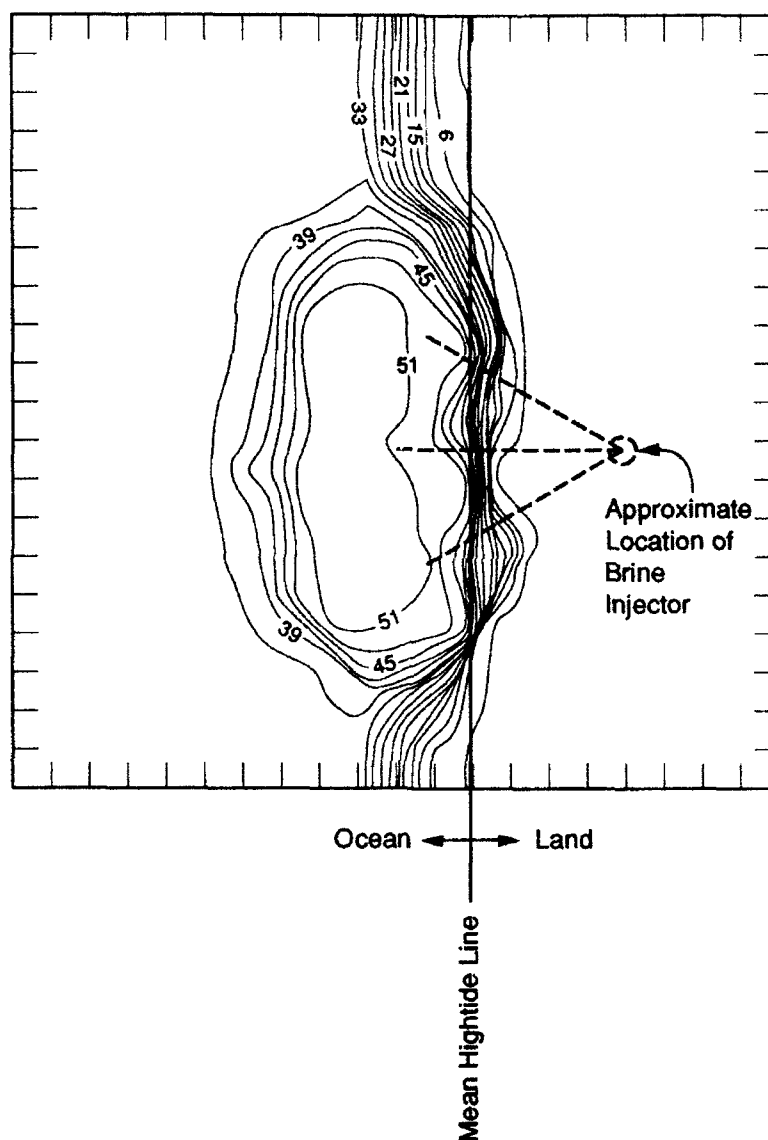 33
27
21
15
6
39
45
51
51
39
45
Approximate
Location of
Brine
Injector
Ocean
Land
Mean Hightide Line